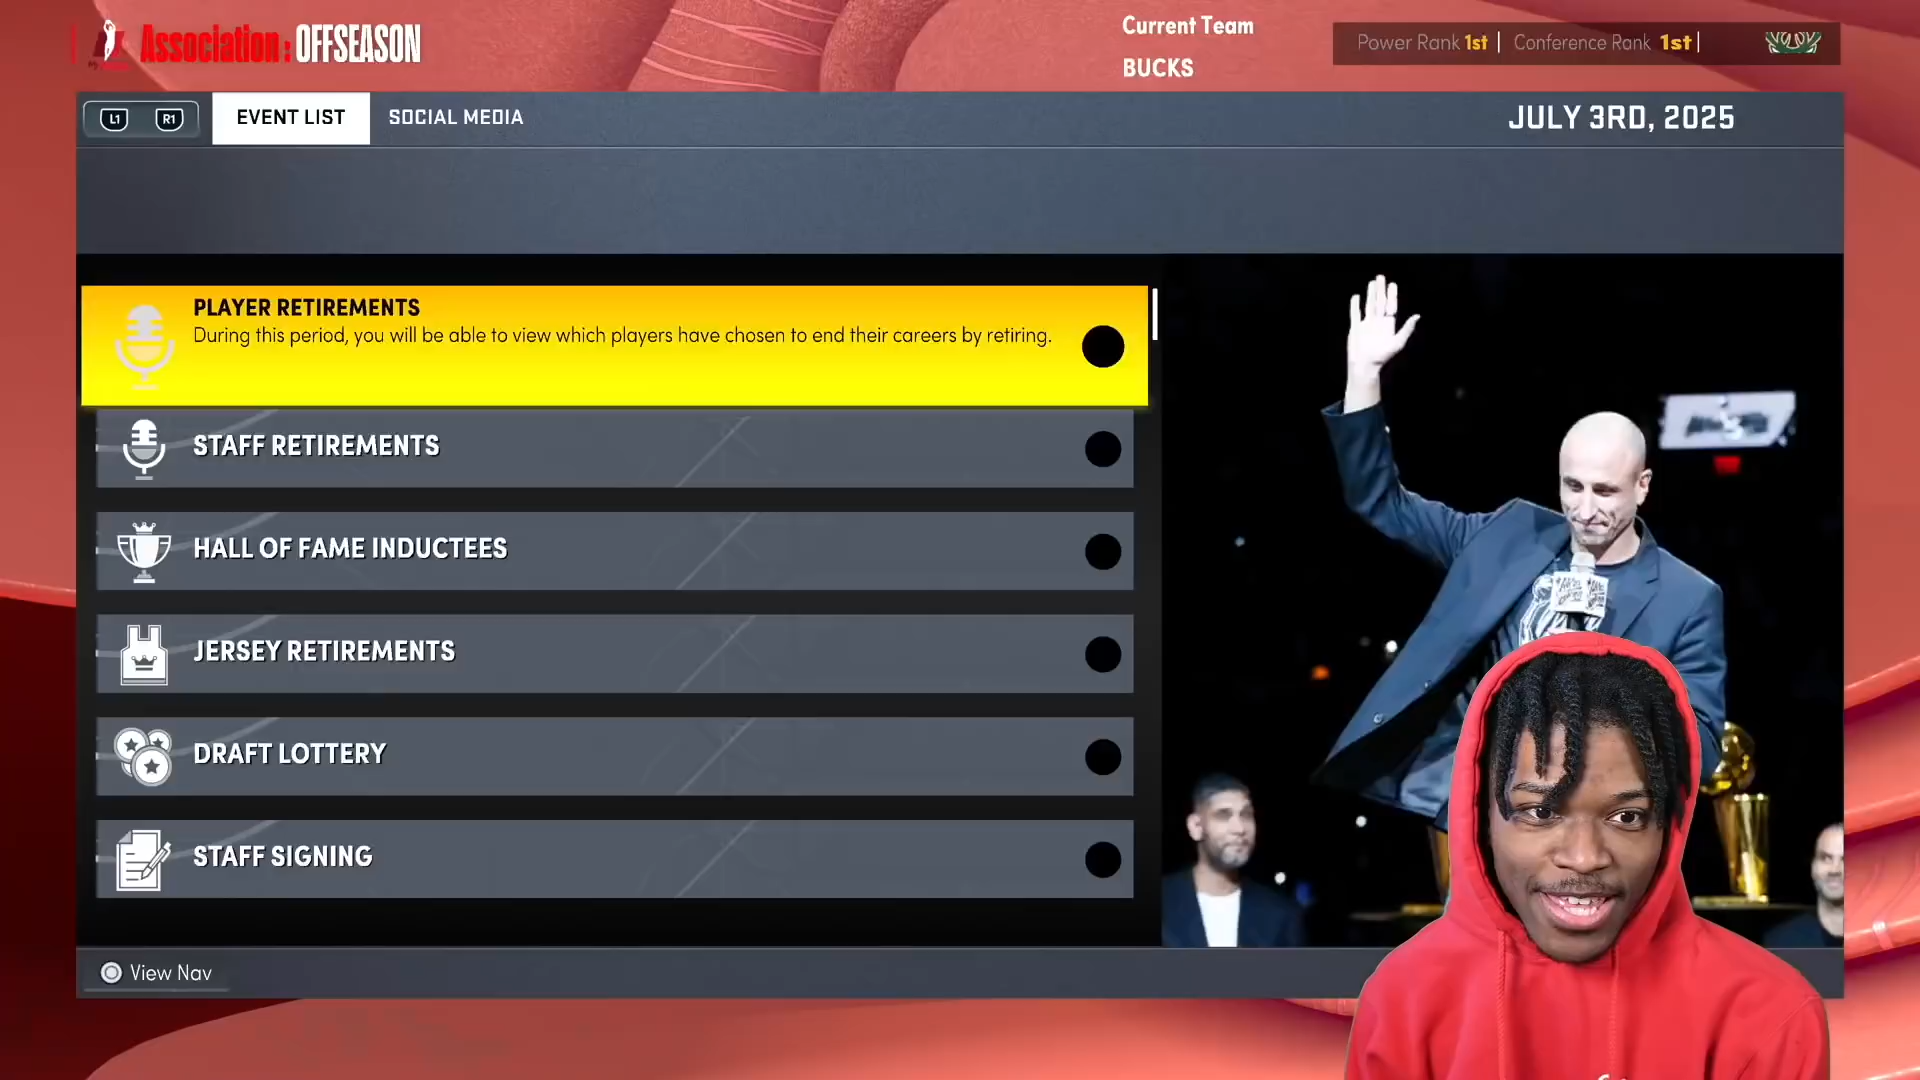 Association: OFFSEASON
Current Team
BUCKS
Power Rank 1st | Conference Rank 1st |
L1 R1 EVENT LIST SOCIAL MEDIA
JULY 3RD, 2025
PLAYER RETIREMENTS
During this period, you will be able to view which players have chosen to end their careers by retiring.
STAFF RETIREMENTS
HALL OF FAME INDUCTEES
JERSEY RETIREMENTS
DRAFT LOTTERY
STAFF SIGNING
View Nav